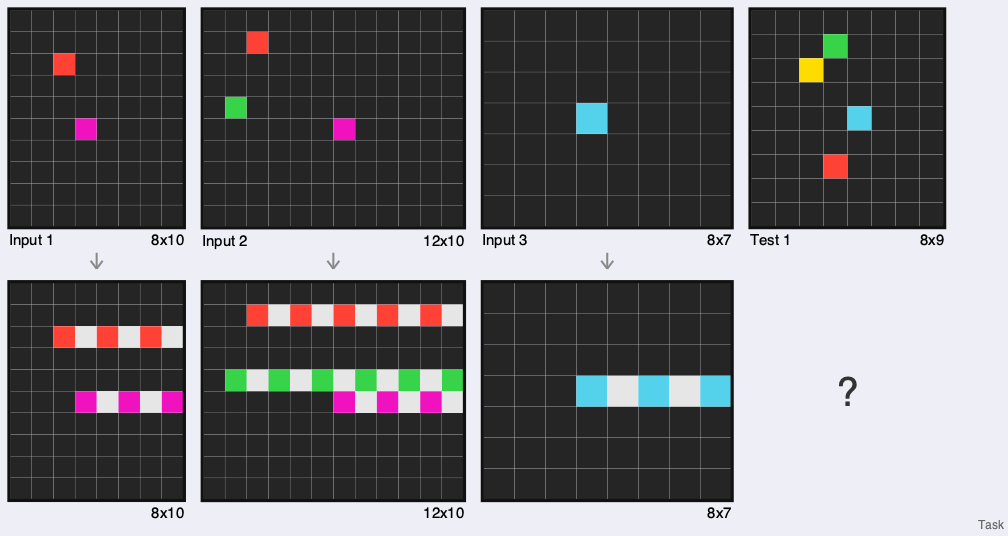 Input 1 8x10
Input 2 12x10
Input 3 8x7
Test 1 8x9
?
8x10
12x10
8x7
Task